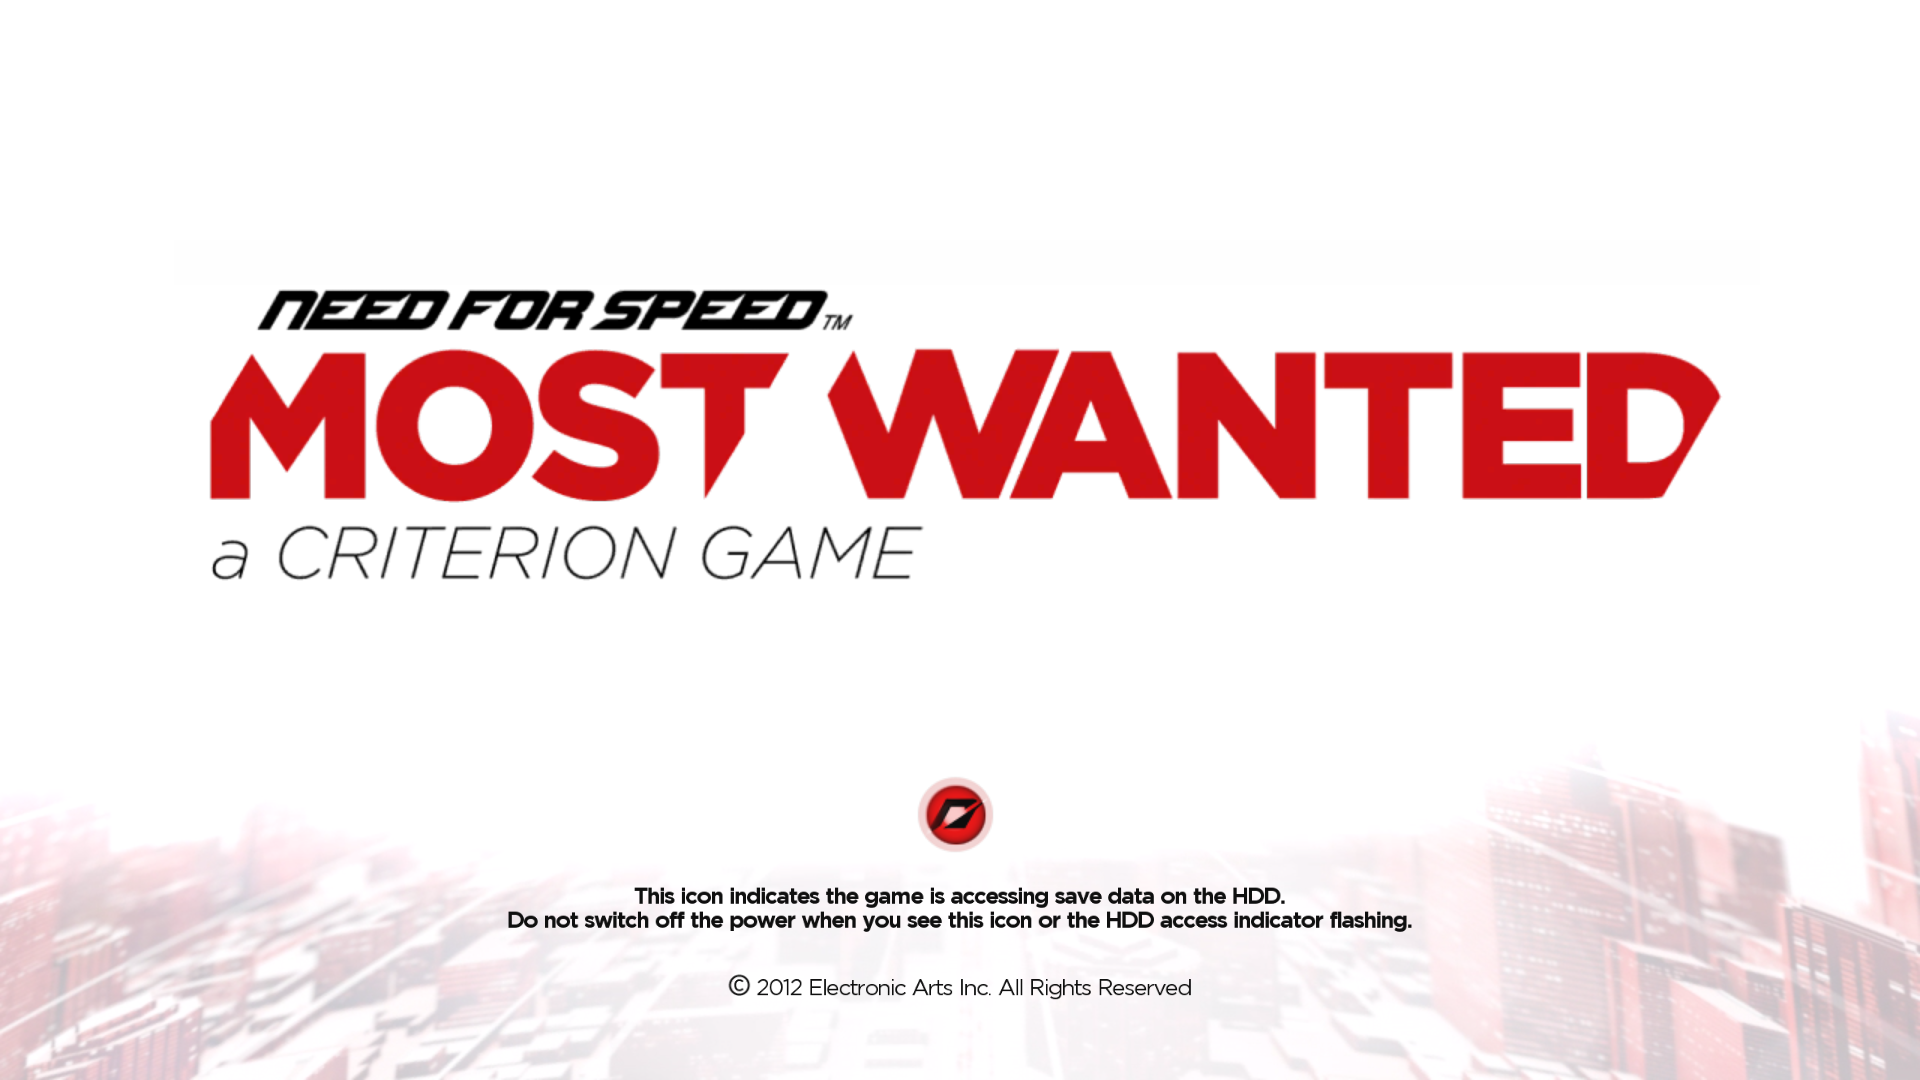 NEED FOR SPEED™
MOST WANTED
a CRITERION GAME
This icon indicates the game is accessing save data on the HDD.
Do not switch off the power when you see this icon or the HDD access indicator flashing.
© 2012 Electronic Arts Inc. All Rights Reserved